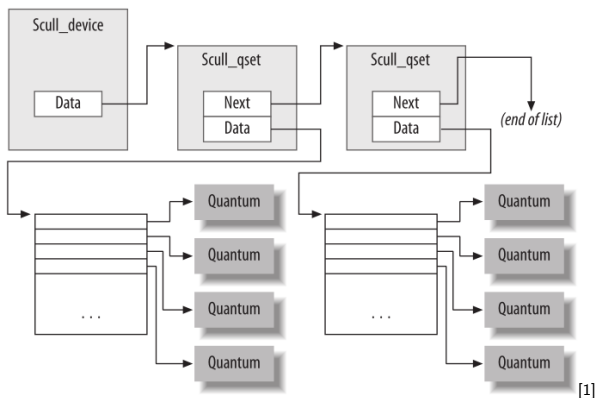 Scull_device
Scull_qset
Scull_qset
Data
Next
Next
Data
Data
(end of list)
Quantum
Quantum
Quantum
Quantum
. . .
. . .
Quantum
Quantum
Quantum
Quantum
[1]